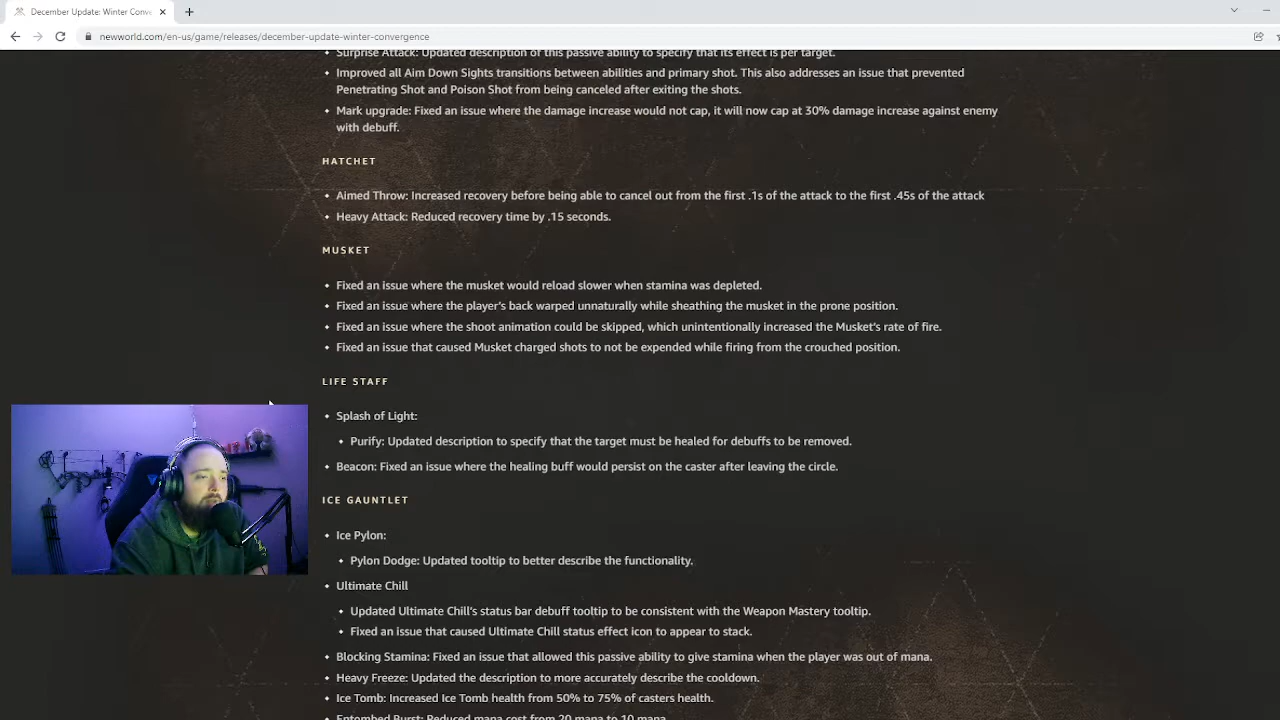 December Update: Winter Conv
newworld.com/en-us/game/releases/december-update-winter-convergence
Surprise Attack: Updated description of this passive ability to specify that its effect is per target.
Improved all Aim Down Sights transitions between abilities and primary shot. This also addresses an issue that prevented
Penetrating Shot and Poison Shot from being canceled after exiting the shots.
Mark upgrade: Fixed an issue where the damage increase would not cap, it will now cap at 30% damage increase against enemy
with debuff.
HATCHET
Aimed Throw: Increased recovery before being able to cancel out from the first .1s of the attack to the first .45s of the attack
Heavy Attack: Reduced recovery time by .15 seconds.
MUSKET
Fixed an issue where the musket would reload slower when stamina was depleted.
Fixed an issue where the player's back warped unnaturally while sheathing the musket in the prone position.
Fixed an issue where the shoot animation could be skipped, which unintentionally increased the Musket's rate of fire.
Fixed an issue that caused Musket charged shots to not be expended while firing from the crouched position.
LIFE STAFF
Splash of Light:
Purify: Updated description to specify that the target must be healed for debuffs to be removed.
Beacon: Fixed an issue where the healing buff would persist on the caster after leaving the circle.
ICE GAUNTLET
Ice Pylon:
Pylon Dodge: Updated tooltip to better describe the functionality.
Ultimate Chill
Updated Ultimate Chill's status bar debuff tooltip to be consistent with the Weapon Mastery tooltip.
Fixed an issue that caused Ultimate Chill status effect icon to appear to stack.
Blocking Stamina: Fixed an issue that allowed this passive ability to give stamina when the player was out of mana.
Heavy Freeze: Updated the description to more accurately describe the cooldown.
Ice Tomb: Increased Ice Tomb health from 50% to 75% of casters health.
Entombed Burst: Reduced mana cost from 20 mana to 10 mana